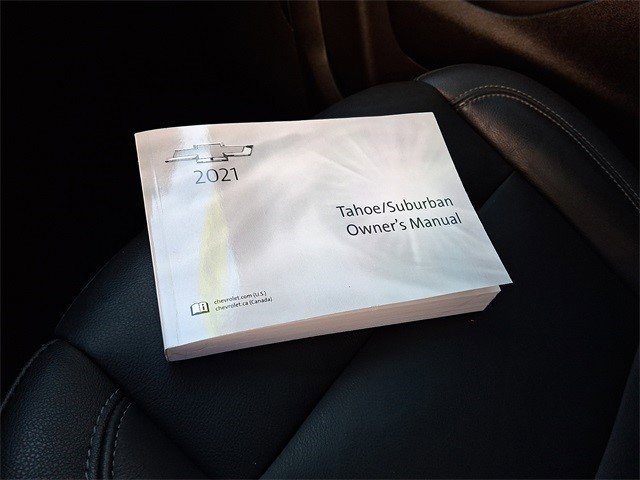 2021
Tahoe/Suburban
Owner's Manual
chevrolet.com (U.S.)
chevrolet.ca (Canada)